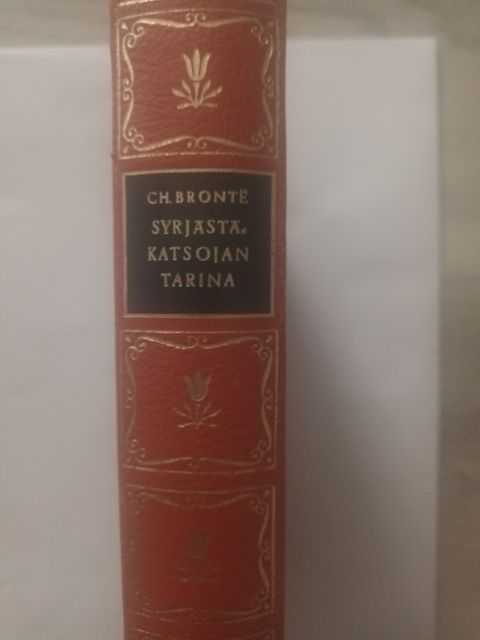 CH. BRONTË
SYRJÄSTÄ-
KATSOJAN
TARINA